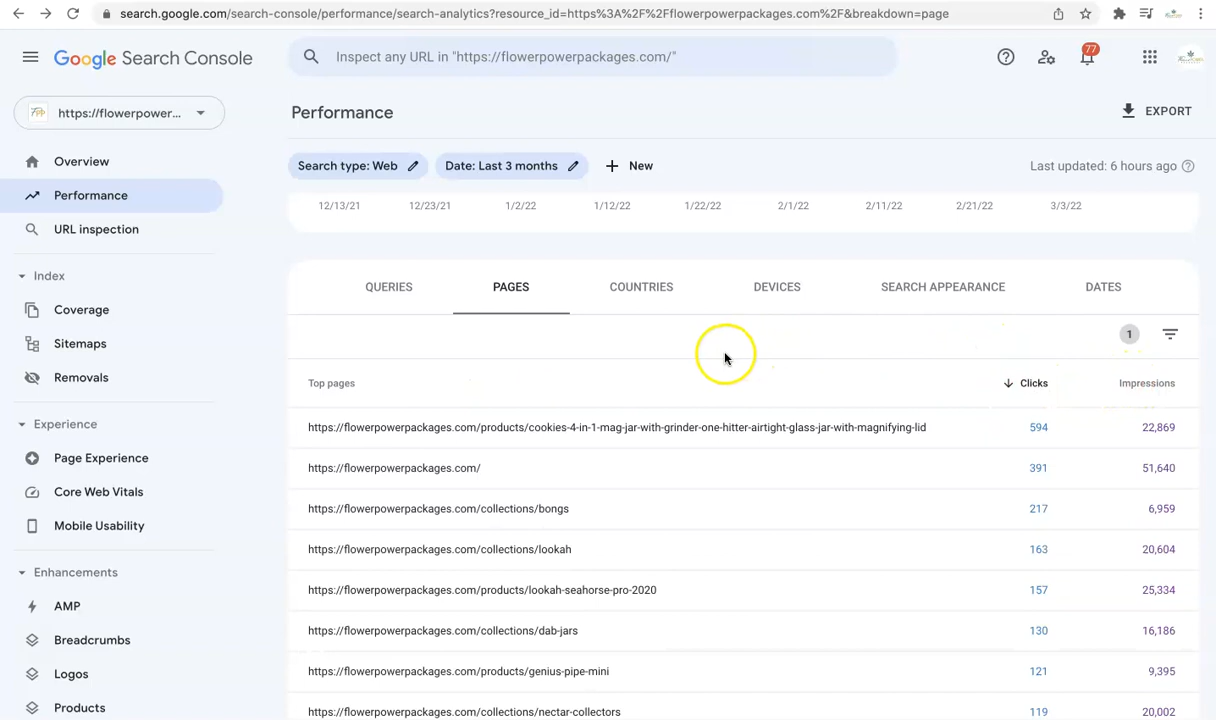 search.google.com/search-console/performance/search-analytics?resource_id=https%3A%2F%2Fflowerpowerpackages.com%2F&breakdown=page
Google Search Console
Inspect any URL in "https://flowerpowerpackages.com/"
77
https://flowerpower...
Performance
EXPORT
Overview
Search type: Web
Date: Last 3 months
New
Last updated: 6 hours ago
Performance
12/13/21 12/23/21 1/2/22 1/12/22 1/22/22 2/1/22 2/11/22 2/21/22 3/3/22
URL inspection
Index
QUERIES PAGES COUNTRIES DEVICES SEARCH APPEARANCE DATES
Coverage
1
Sitemaps
Removals
Top pages Clicks Impressions
Experience
https://flowerpowerpackages.com/products/cookies-4-in-1-mag-jar-with-grinder-one-hitter-airtight-glass-jar-with-magnifying-lid 594 22,869
Page Experience
https://flowerpowerpackages.com/ 391 51,640
Core Web Vitals
https://flowerpowerpackages.com/collections/bongs 217 6,959
Mobile Usability
https://flowerpowerpackages.com/collections/lookah 163 20,604
Enhancements
https://flowerpowerpackages.com/products/lookah-seahorse-pro-2020 157 25,334
AMP
https://flowerpowerpackages.com/collections/dab-jars 130 16,186
Breadcrumbs
https://flowerpowerpackages.com/products/genius-pipe-mini 121 9,395
Logos
https://flowerpowerpackages.com/collections/nectar-collectors 119 20,002
Products